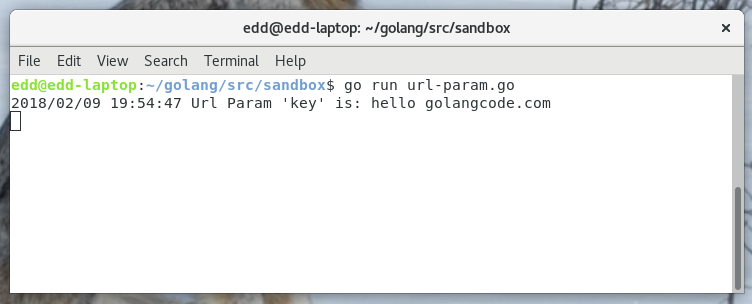 edd@edd-laptop: ~/golang/src/sandbox ×
File Edit View Search Terminal Help
edd@edd-laptop:~/golang/src/sandbox$ go run url-param.go
2018/02/09 19:54:47 Url Param 'key' is: hello golangcode.com